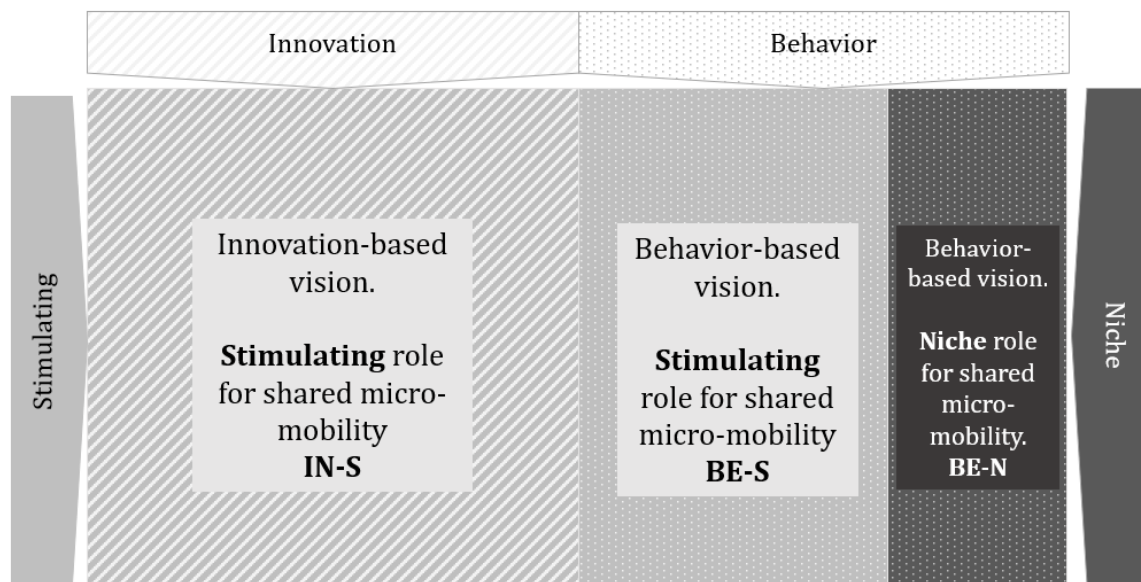 Innovation
Behavior
Stimulating
Innovation-based
vision.
Stimulating role
for shared micro-
mobility
IN-S
Behavior-based
vision.
Stimulating
role for shared
micro-mobility
BE-S
Behavior-
based vision.
Niche role
for shared
micro-
mobility.
BE-N
Niche